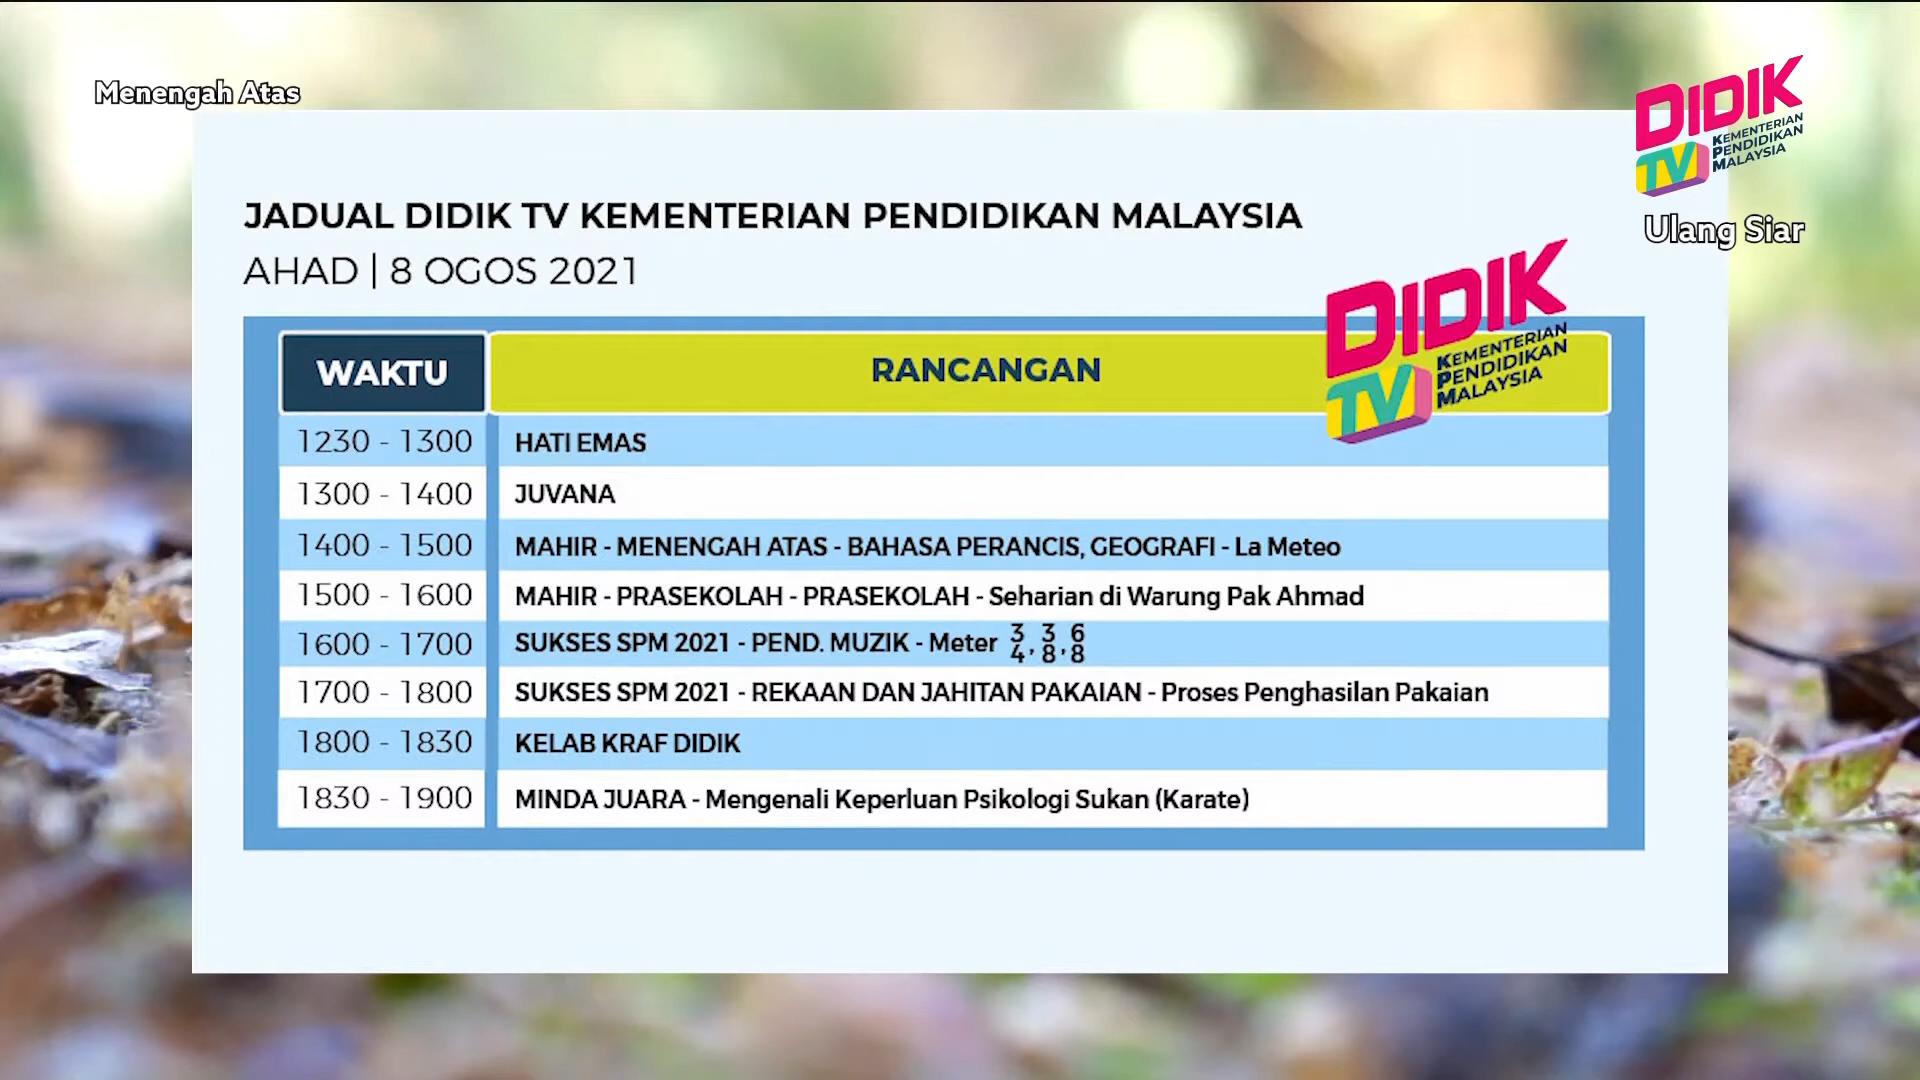 Menengah Atas
DIDIK
TV KEMENTERIAN
PENDIDIKAN
MALAYSIA
Ulang Siar
JADUAL DIDIK TV KEMENTERIAN PENDIDIKAN MALAYSIA
AHAD | 8 OGOS 2021
DIDIK
TV KEMENTERIAN
PENDIDIKAN
MALAYSIA
WAKTU RANCANGAN
1230 - 1300 HATI EMAS
1300 - 1400 JUVANA
1400 - 1500 MAHIR - MENENGAH ATAS - BAHASA PERANCIS, GEOGRAFI - La Meteo
1500 - 1600 MAHIR - PRASEKOLAH - PRASEKOLAH - Seharian di Warung Pak Ahmad
1600 - 1700 SUKSES SPM 2021 - PEND. MUZIK - Meter 3/4, 3/8, 6/8
1700 - 1800 SUKSES SPM 2021 - REKAAN DAN JAHITAN PAKAIAN - Proses Penghasilan Pakaian
1800 - 1830 KELAB KRAF DIDIK
1830 - 1900 MINDA JUARA - Mengenali Keperluan Psikologi Sukan (Karate)